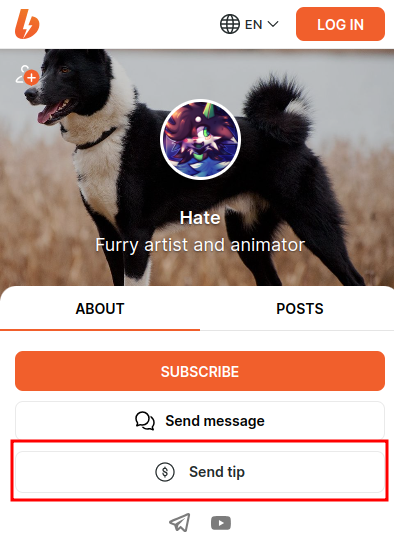 EN
LOG IN
Hate
Furry artist and animator
ABOUT
POSTS
SUBSCRIBE
Send message
Send tip